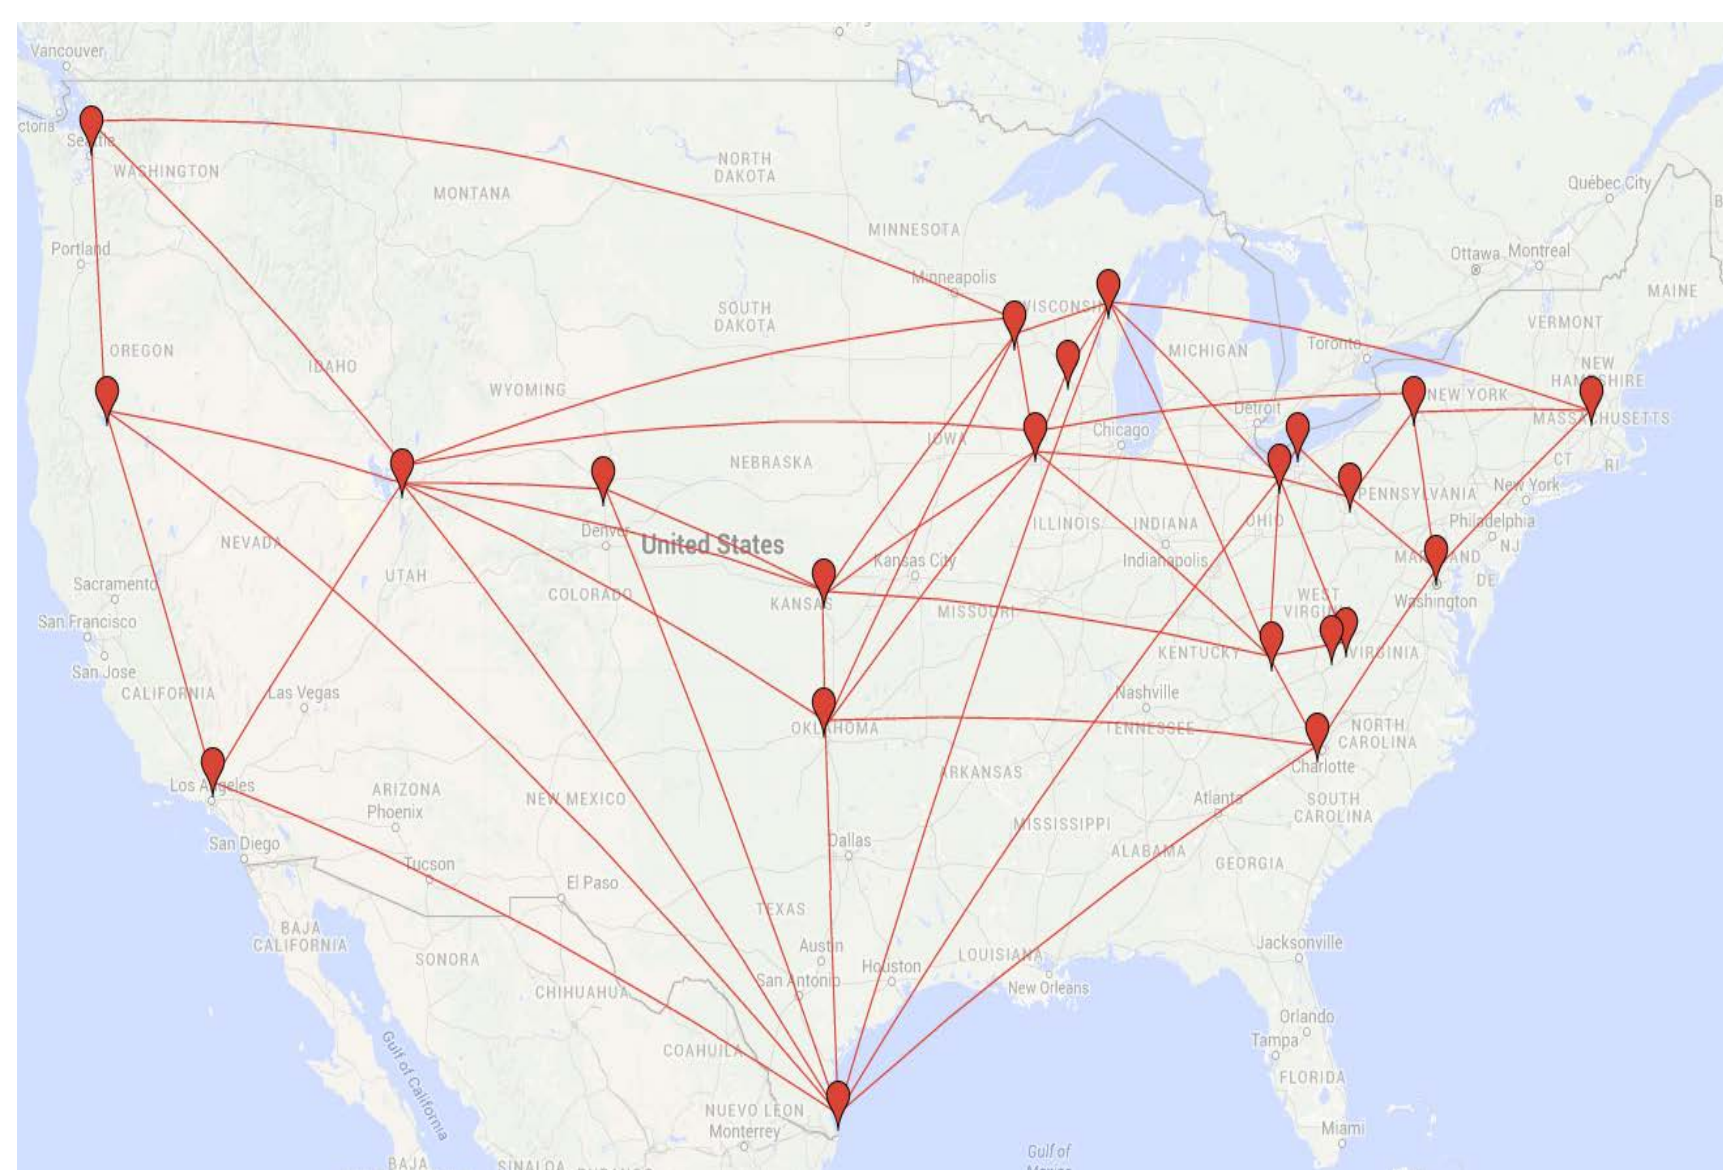 Vancouver
Seattle
WASHINGTON
NORTH
DAKOTA
MONTANA
Québec City
Portland
MINNESOTA
Ottawa
Montreal
Minneapolis
MAINE
SOUTH
DAKOTA
WISCONSIN
VERMONT
OREGON
MICHIGAN
Toronto
IDAHO
NEW
HAMPSHIRE
WYOMING
NEW YORK
Detroit
MASSACHUSETTS
IOWA
Chicago
NEBRASKA
CT
RI
PENNSYLVANIA
New York
Denver
ILLINOIS
INDIANA
OHIO
Philadelphia
NEVADA
United States
NJ
Kansas City
Indianapolis
MARYLAND
UTAH
Sacramento
COLORADO
KANSAS
MISSOURI
WEST
VIRGINIA
DE
Washington
San Francisco
KENTUCKY
VIRGINIA
San Jose
CALIFORNIA
Las Vegas
Nashville
OKLAHOMA
TENNESSEE
NORTH
CAROLINA
Charlotte
Los Angeles
ARIZONA
Phoenix
NEW MEXICO
ARKANSAS
Atlanta
SOUTH
CAROLINA
MISSISSIPPI
San Diego
Dallas
ALABAMA
GEORGIA
Tucson
El Paso
TEXAS
BAJA
CALIFORNIA
SONORA
Austin
LOUISIANA
Jacksonville
CHIHUAHUA
San Antonio
Houston
New Orleans
Orlando
Tampa
Gulf of California
COAHUILA
FLORIDA
NUEVO LEON
Monterrey
Miami
Gulf of
BAJA
SINALOA
DURANGO